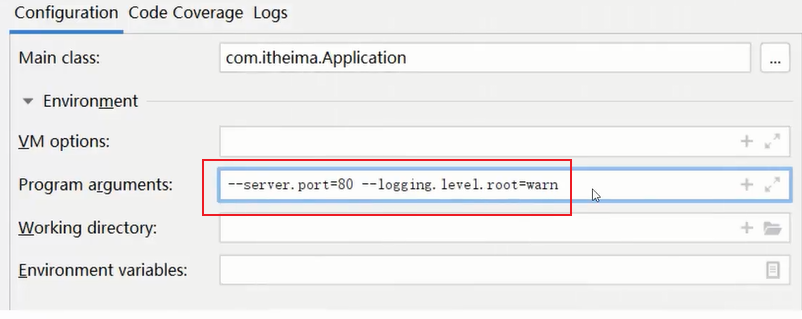 Configuration Code Coverage Logs
Main class: com.itheima.Application ...
Environment
VM options:
Program arguments: --server.port=80 --logging.level.root=warn
Working directory:
Environment variables: